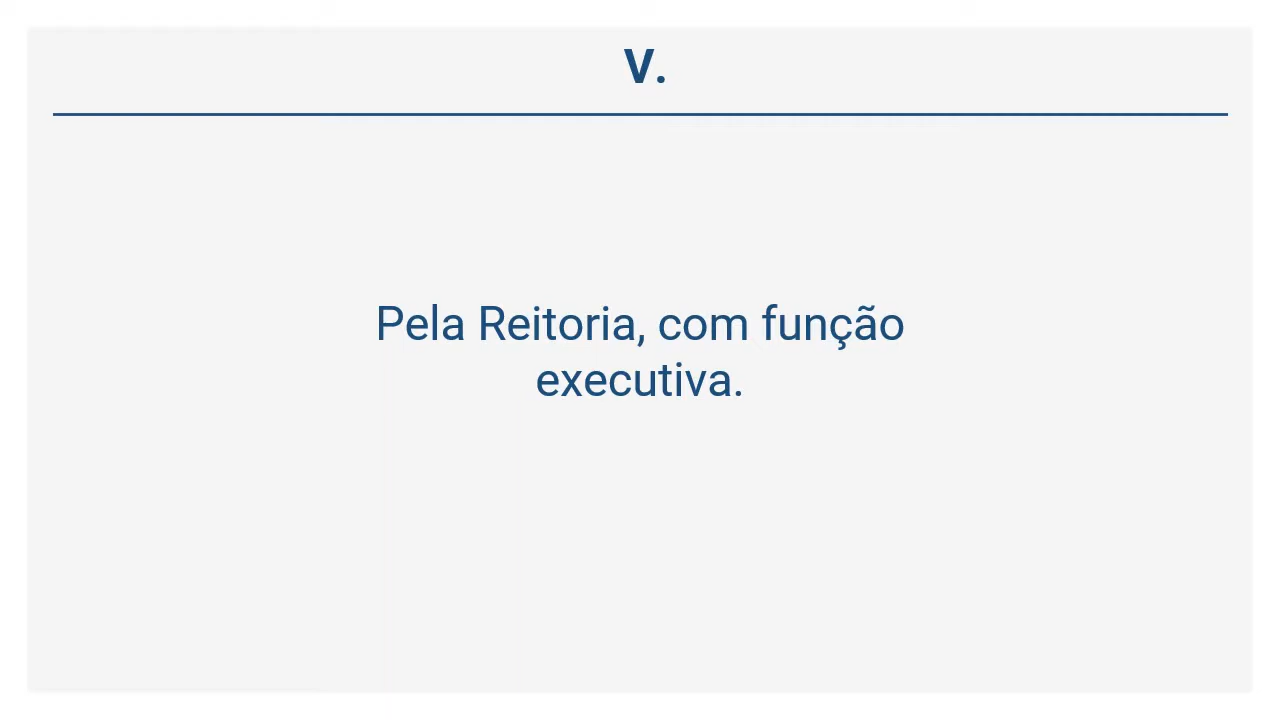 V.
Pela Reitoria, com função
executiva.